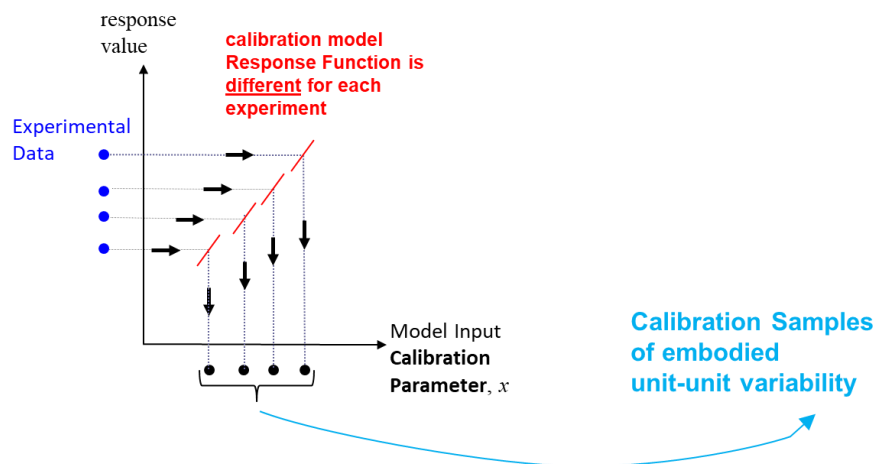 response
value
calibration model
Response Function is
different for each
experiment
Experimental
Data
Model Input
Calibration
Parameter, x
Calibration Samples
of embodied
unit-unit variability